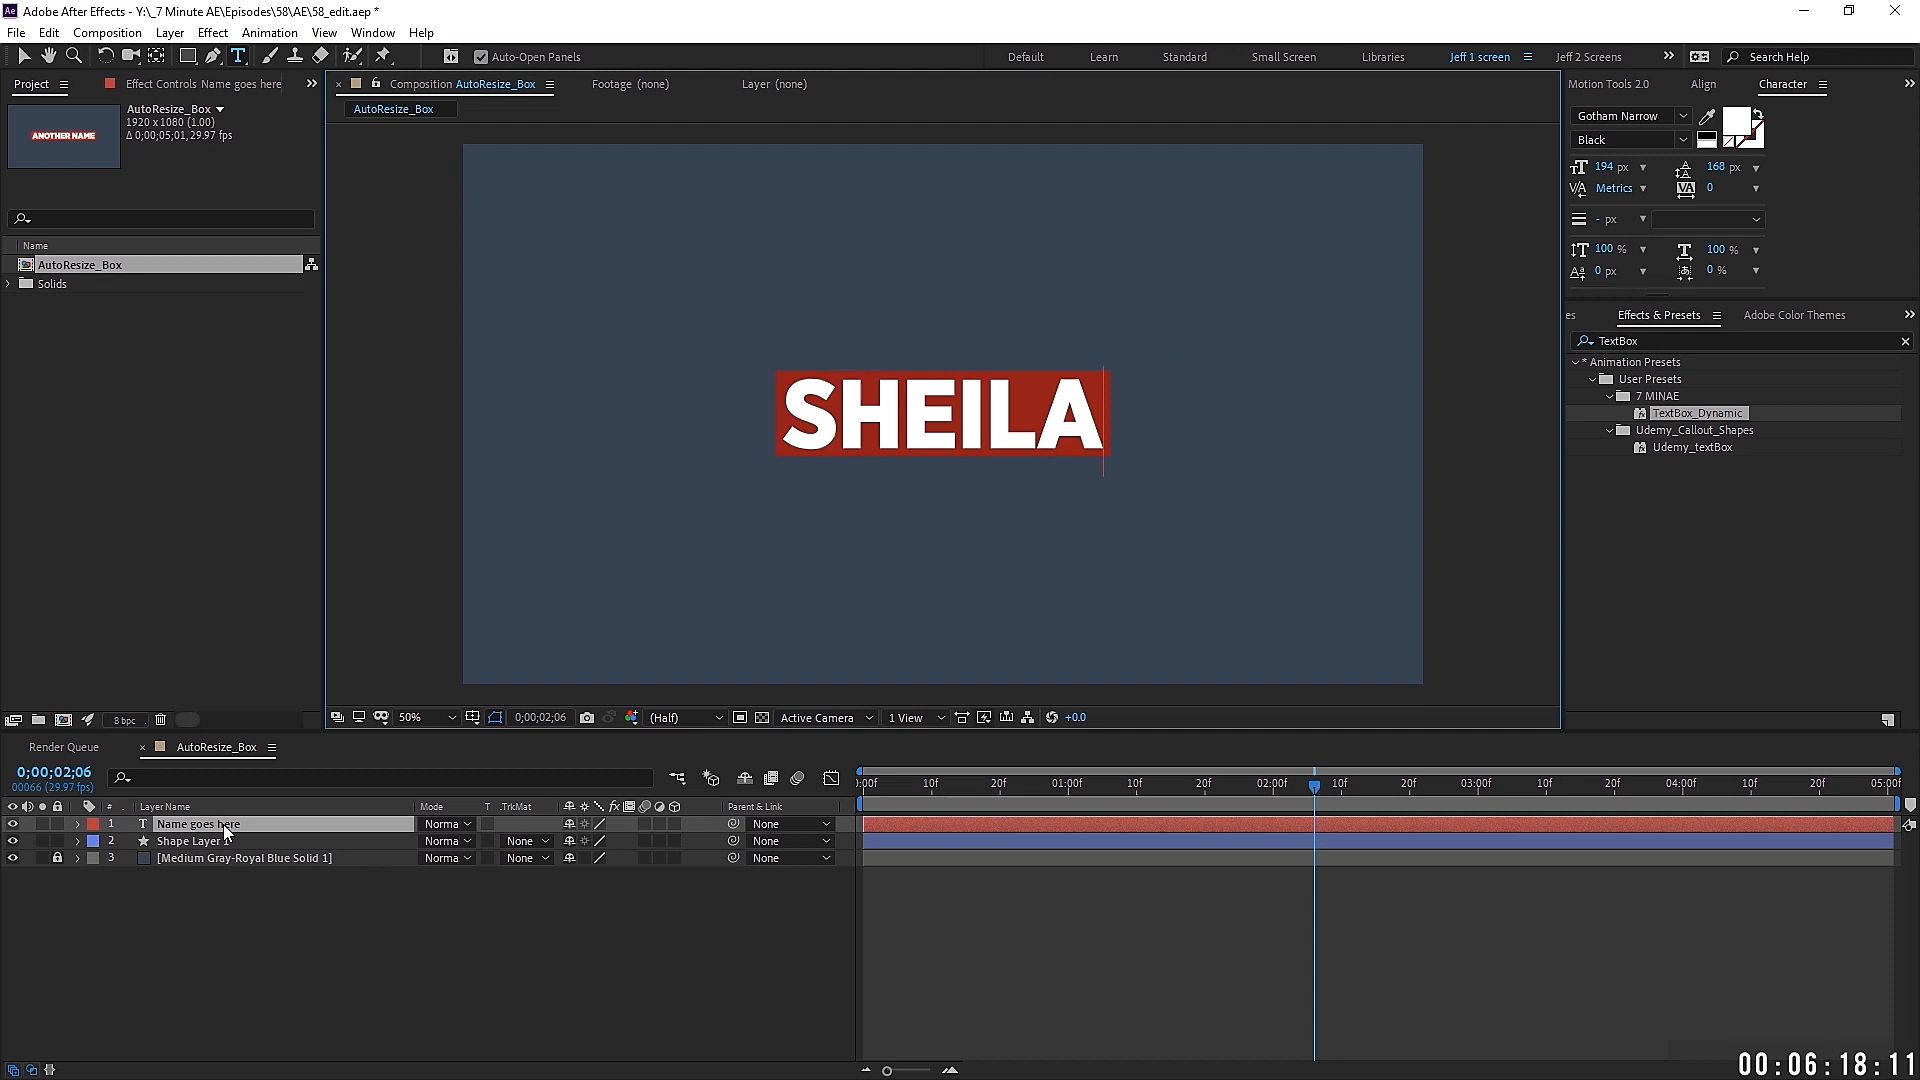 Ae Adobe After Effects - Y:\_7 Minute AE\Episodes\58\AE\58_edit.aep *
File Edit Composition Layer Effect Animation View Window Help
Auto-Open Panels
Default Learn Standard Small Screen Libraries Jeff 1 screen Jeff 2 Screens
Search Help
Project
Effect Controls Name goes here
Composition AutoResize_Box
Footage (none)
Layer (none)
Motion Tools 2.0 Align Character
AutoResize_Box
1920 x 1080 (1.00)
Δ 0;00;05;01, 29.97 fps
ANOTHER NAME
AutoResize_Box
Gotham Narrow
Black
194 px 168 px
Metrics 0
- px
100 % 100 %
0 px 0 %
Name
AutoResize_Box
Solids
SHEILA
Effects & Presets Adobe Color Themes
TextBox
* Animation Presets
User Presets
7 MINAE
TextBox_Dynamic
Udemy_Callout_Shapes
Udemy_textBox
8 bpc
50% 0;00;02;06 (Half) Active Camera 1 View +0.0
Render Queue AutoResize_Box
0;00;02;06
00066 (29.97 fps)
:00f 10f 20f 01:00f 10f 20f 02:00f 10f 20f 03:00f 10f 20f 04:00f 10f 20f 05:00f
# Layer Name Mode T .TrkMat Parent & Link
1 T Name goes here Norma None
2 Shape Layer 1 Norma None None
3 [Medium Gray-Royal Blue Solid 1] Norma None None
00:06:18:11